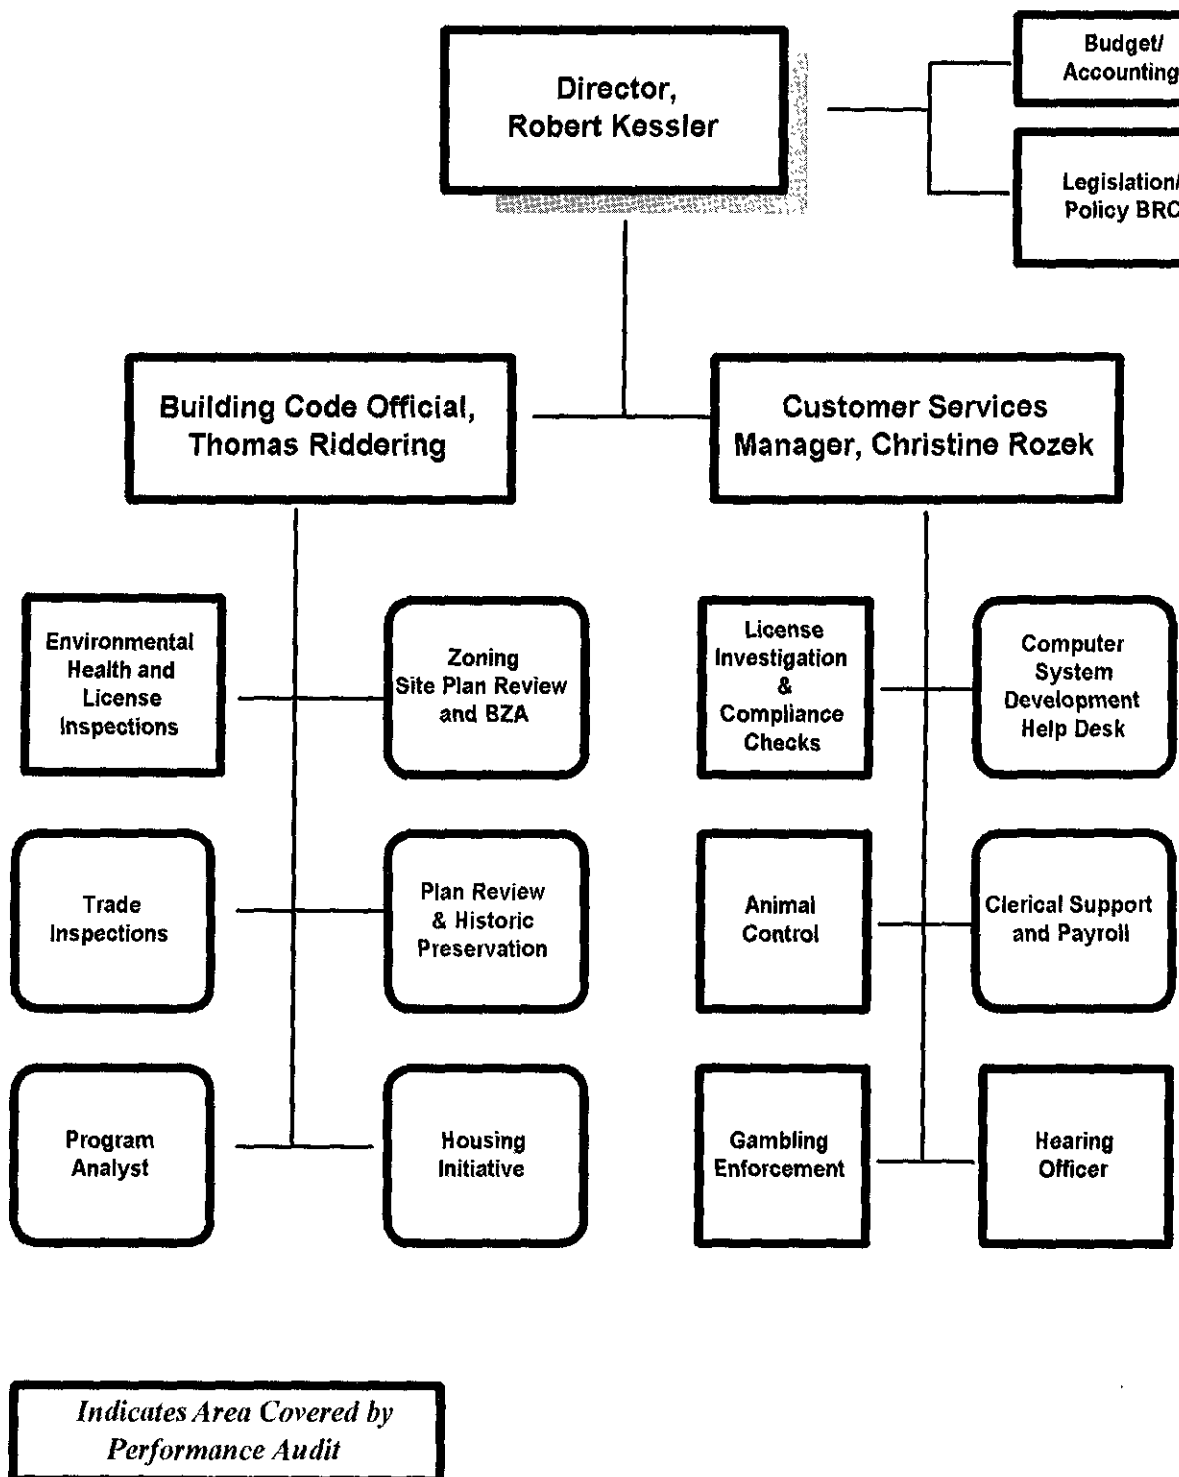 Director,
Robert Kessler
Budget/
Accounting
Legislation/
Policy BRC
Building Code Official,
Thomas Riddering
Customer Services
Manager, Christine Rozek
Environmental
Health and
License
Inspections
Zoning
Site Plan Review
and BZA
License
Investigation
&
Compliance
Checks
Computer
System
Development
Help Desk
Trade
Inspections
Plan Review
& Historic
Preservation
Animal
Control
Clerical Support
and Payroll
Program
Analyst
Housing
Initiative
Gambling
Enforcement
Hearing
Officer
Indicates Area Covered by
Performance Audit